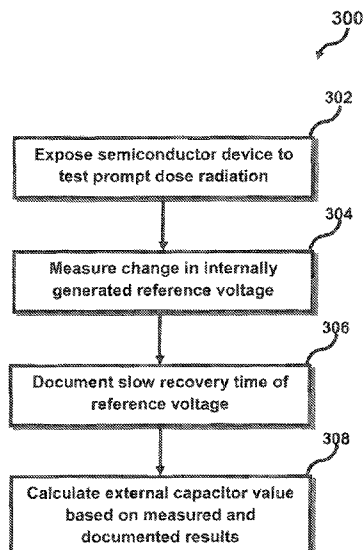 300
302
Expose semiconductor device to
test prompt dose radiation
304
Measure change in internally
generated reference voltage
306
Document slow recovery time of
reference voltage
308
Calculate external capacitor value
based on measured and
documented results